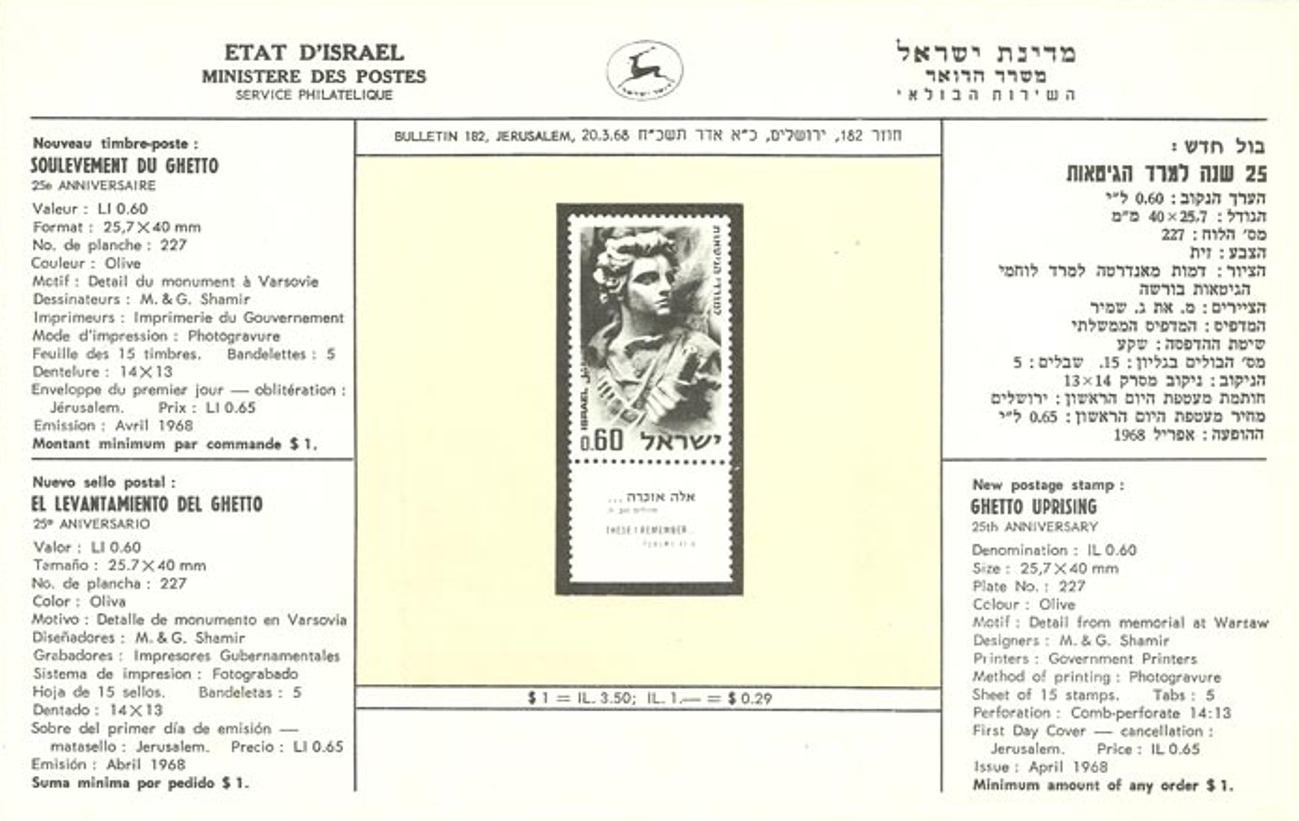 ETAT D'ISRAEL
MINISTERE DES POSTES
SERVICE PHILATELIQUE
מדינת ישראל
משרד הדואר
השירות הבולאי
BULLETIN 182, JERUSALEM, 20.3.68 חוזר 182, ירושלים, כ"א אדר תשכ"ח
Nouveau timbre-poste :
SOULEVEMENT DU GHETTO
25e ANNIVERSAIRE
Valeur : LI 0.60
Format : 25,7×40 mm
No. de planche : 227
Couleur : Olive
Motif : Detail du monument à Varsovie
Dessinateurs : M. & G. Shamir
Imprimeurs : Imprimerie du Gouvernement
Mode d'impression : Photogravure
Feuille des 15 timbres. Bandelettes : 5
Dentelure : 14×13
Enveloppe du premier jour — oblitération :
Jérusalem. Prix : LI 0.65
Emission : Avril 1968
Montant minimum par commande $ 1.
Nuevo sello postal :
EL LEVANTAMIENTO DEL GHETTO
25º ANIVERSARIO
Valor : LI 0.60
Tamaño : 25.7×40 mm
No. de plancha : 227
Color : Oliva
Motivo : Detalle de monumento en Varsovia
Diseñadores : M. & G. Shamir
Grabadores : Impresores Gubernamentales
Sistema de impresion : Fotograbado
Hoja de 15 sellos. Bandeletas : 5
Dentado : 14×13
Sobre del primer día de emisión —
matasello : Jerusalem. Precio : LI 0.65
Emisión : Abril 1968
Suma minima por pedido $ 1.
ISRAEL
0.60 ישראל
אלה אזכרה ...
THESE I REMEMBER...
$ 1 = IL. 3.50; IL. 1.— = $ 0.29
בול חדש :
25 שנה למרד הגיטאות
הערך הנקוב : 0.60 ל"י
הגודל : 25.7×40 מ"מ
מס' הלוח : 227
הצבע : זית
הציור : דמות מאנדרטה למרד לוחמי
הגיטאות בורשה
הציירים : מ. את ג. שמיר
המדפיס : המדפיס הממשלתי
שיטת ההדפסה : שקע
מס' הבולים בגליון : 15. שבלים : 5
הניקוב : ניקוב מסרק 14×13
חותמת מעטפת היום הראשון : ירושלים
מחיר מעטפת היום הראשון : 0.65 ל"י
ההופעה : אפריל 1968
New postage stamp :
GHETTO UPRISING
25th ANNIVERSARY
Denomination : IL 0.60
Size : 25,7×40 mm
Plate No. : 227
Colour : Olive
Motif : Detail from memorial at Warsaw
Designers : M. & G. Shamir
Printers : Government Printers
Method of printing : Photogravure
Sheet of 15 stamps. Tabs : 5
Perforation : Comb-perforate 14:13
First Day Cover — cancellation :
Jerusalem. Price : IL 0.65
Issue : April 1968
Minimum amount of any order $ 1.